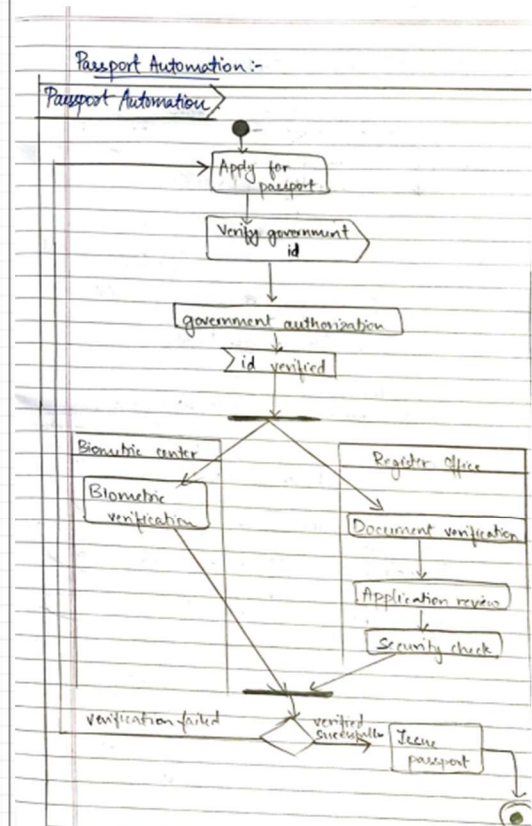 Passport Automation:-
Passport Automation
Apply for
passport
Verify government
id
government authorization
id verified
Biometric center
Register Office
Biometric
verification
Document verification
Application review
Security check
verification failed
verified
successfully
Issue
passport